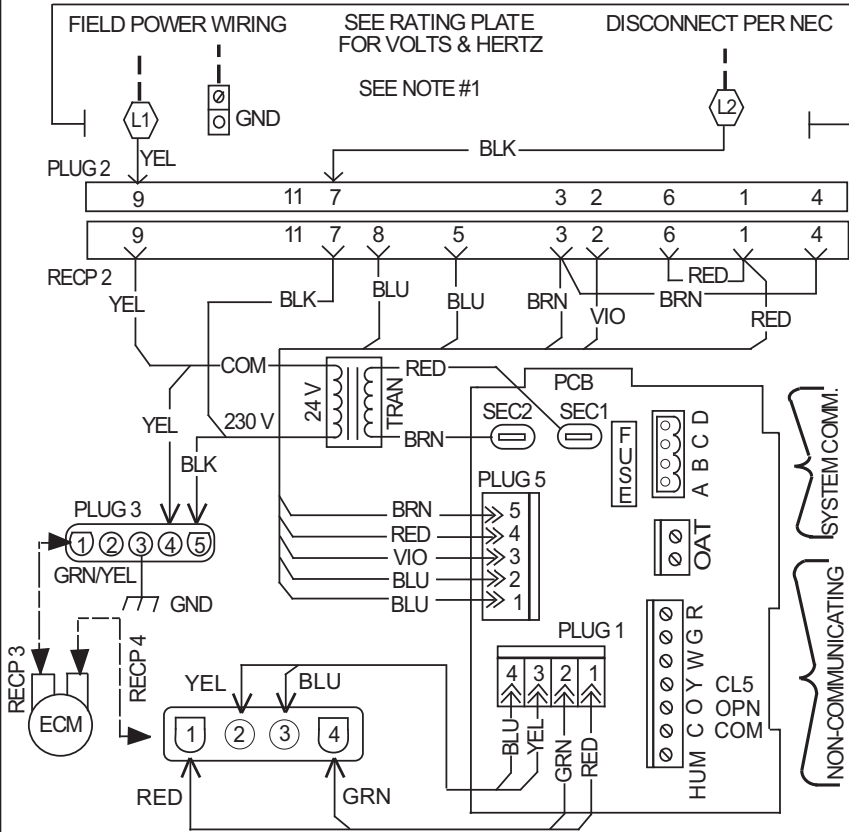 FIELD POWER WIRING
SEE RATING PLATE
FOR VOLTS & HERTZ
DISCONNECT PER NEC
SEE NOTE #1
L1
GND
L2
YEL
BLK
PLUG 2
9 11 7 3 2 6 1 4
9 11 7 8 5 3 2 6 1 4
RECP 2
YEL
BLK
BLU
BLU
BRN
VIO
RED
BRN
RED
COM
24 V
TRAN
RED
PCB
SEC2
SEC1
YEL
230 V
BRN
BLK
FUSE
A B C D
SYSTEM COMM.
PLUG 3
1 2 3 4 5
GRN/YEL
GND
PLUG 5
BRN 5
RED 4
VIO 3
BLU 2
BLU 1
OAT
PLUG 1
4 3 2 1
BLU
YEL
GRN
RED
HUM C O Y W G R
CL5
OPN
COM
NON-COMMUNICATING
RECP 3
RECP 4
ECM
YEL
BLU
1 2 3 4
RED
GRN